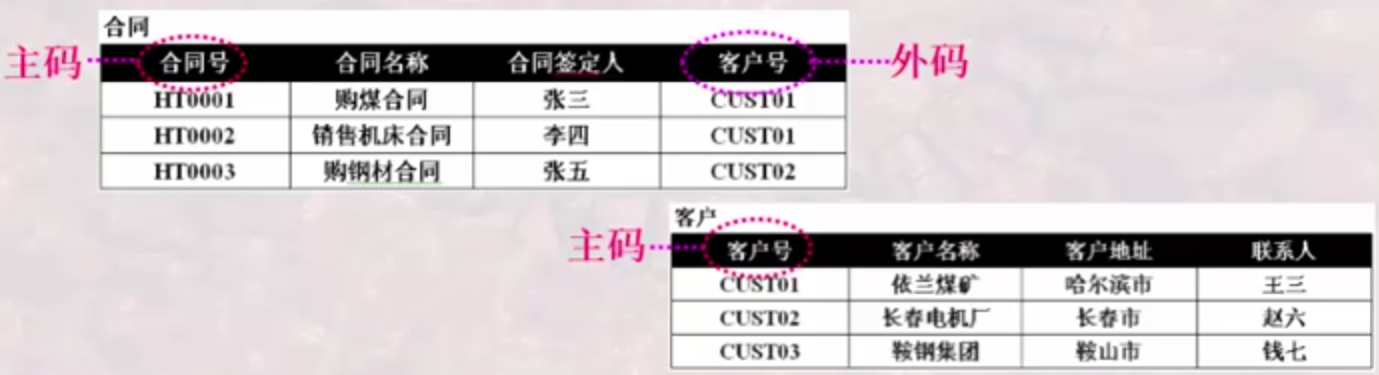 合同
主码 合同号 合同名称 合同签定人 客户号 外码
HT0001 购煤合同 张三 CUST01
HT0002 销售机床合同 李四 CUST01
HT0003 购钢材合同 张五 CUST02
客户
主码 客户号 客户名称 客户地址 联系人
CUST01 依兰煤矿 哈尔滨市 王三
CUST02 长春电机厂 长春市 赵六
CUST03 鞍钢集团 鞍山市 钱七